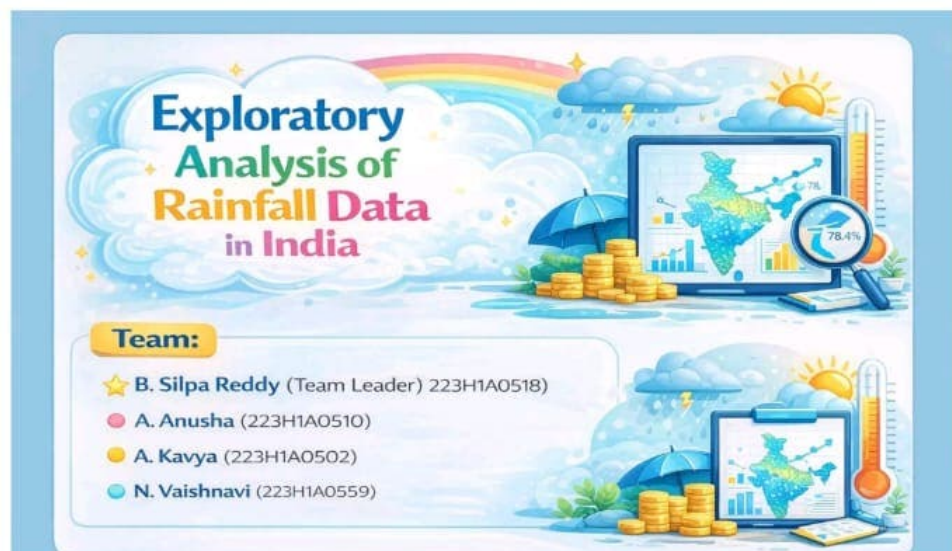 Exploratory
Analysis of
Rainfall Data
in India
78.4%
Team:
B. Silpa Reddy (Team Leader) 223H1A0518)
A. Anusha (223H1A0510)
A. Kavya (223H1A0502)
N. Vaishnavi (223H1A0559)